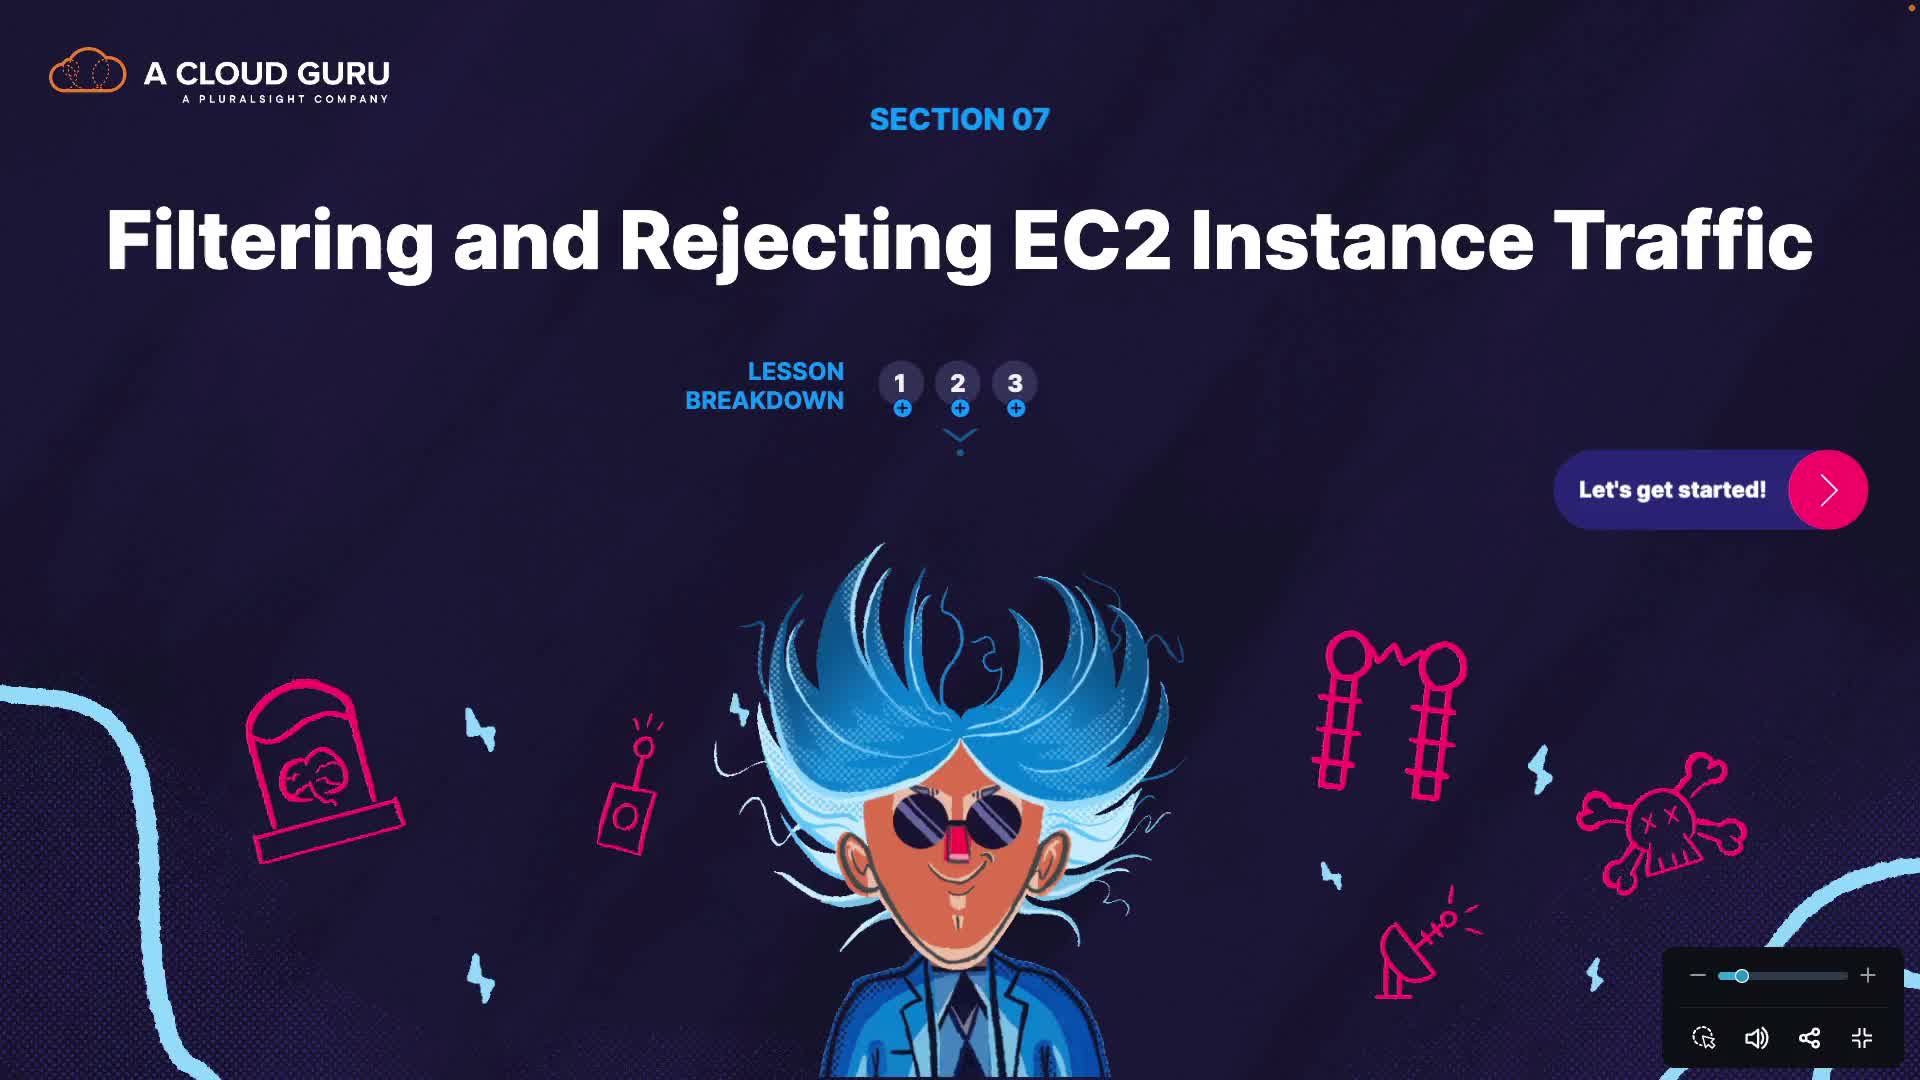 A CLOUD GURU
A PLURALSIGHT COMPANY
SECTION 07
Filtering and Rejecting EC2 Instance Traffic
LESSON
BREAKDOWN
1 2 3
Let's get started!